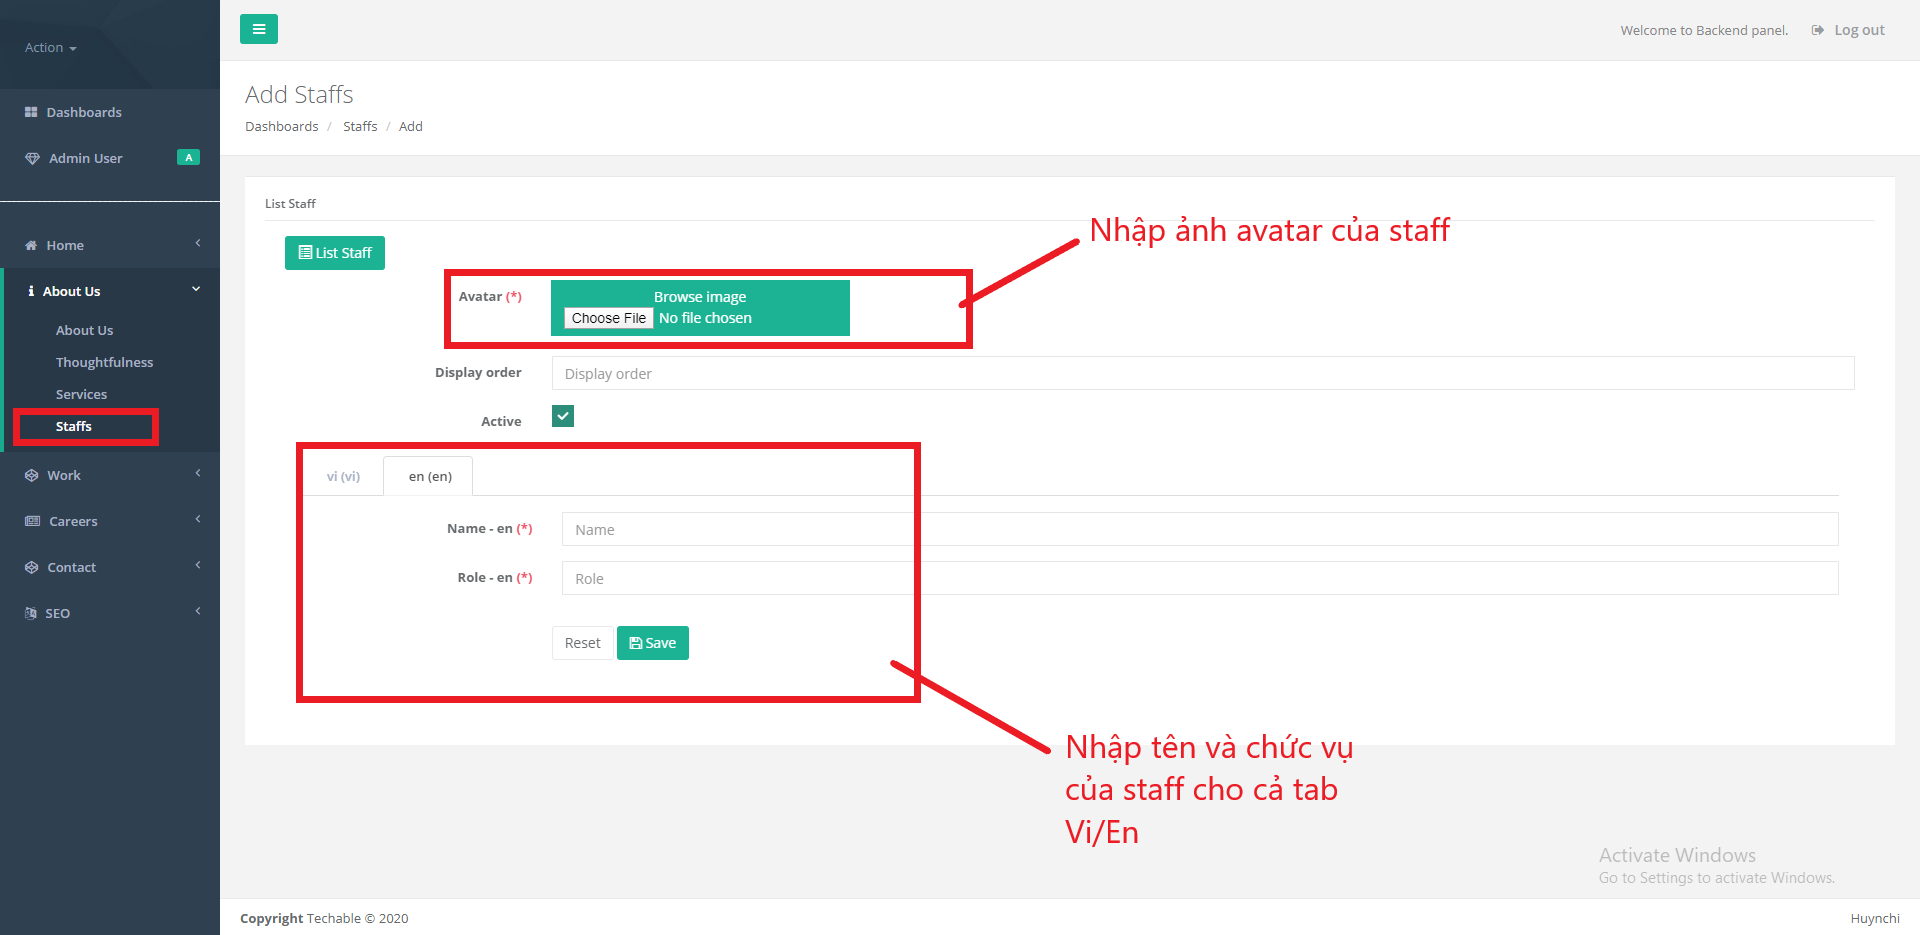 Action
Welcome to Backend panel.
Log out
Add Staffs
Dashboards / Staffs / Add
Dashboards
Admin User
A
Home
About Us
About Us
Thoughtfulness
Services
Staffs
Work
Careers
Contact
SEO
List Staff
List Staff
Nhập ảnh avatar của staff
Avatar (*)
Browse image
Choose File No file chosen
Display order
Display order
Active
vi (vi)
en (en)
Name - en (*)
Name
Role - en (*)
Role
Reset
Save
Nhập tên và chức vụ
của staff cho cả tab
Vi/En
Activate Windows
Go to Settings to activate Windows.
Copyright Techable © 2020
Huynchi